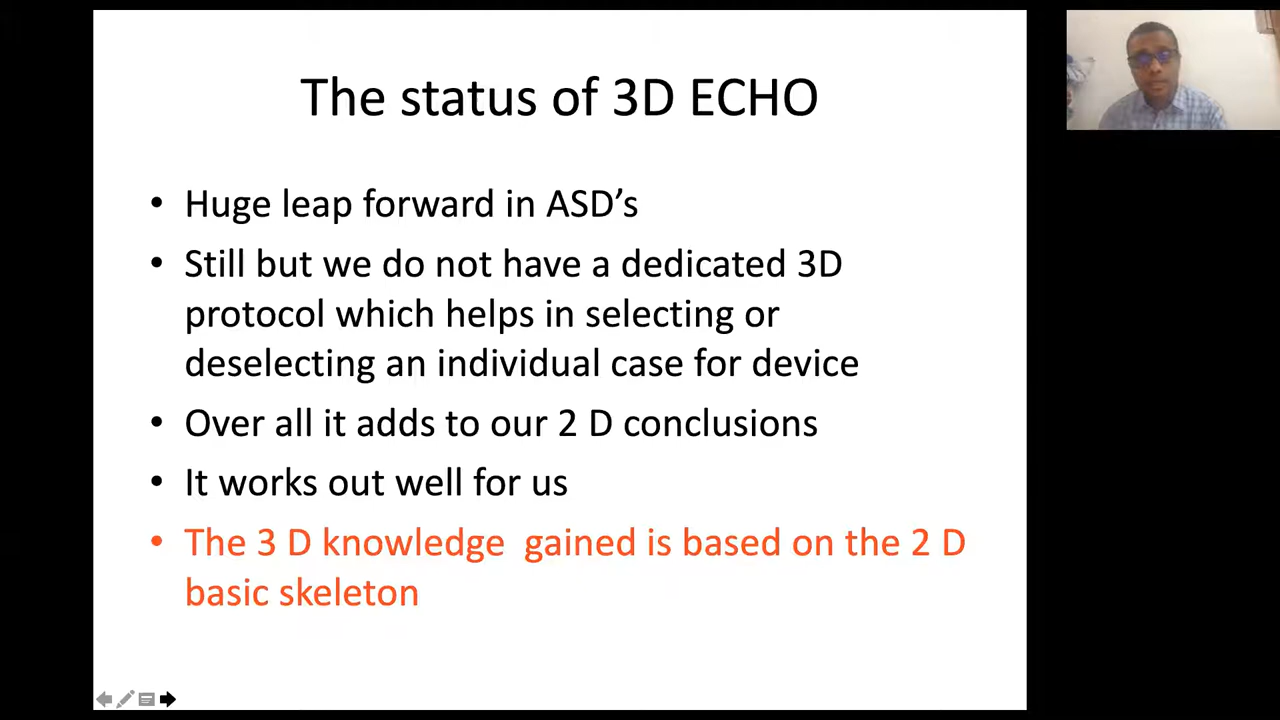 The status of 3D ECHO
• Huge leap forward in ASD’s
• Still but we do not have a dedicated 3D
protocol which helps in selecting or
deselecting an individual case for device
• Over all it adds to our 2 D conclusions
• It works out well for us
• The 3 D knowledge  gained is based on the 2 D
basic skeleton